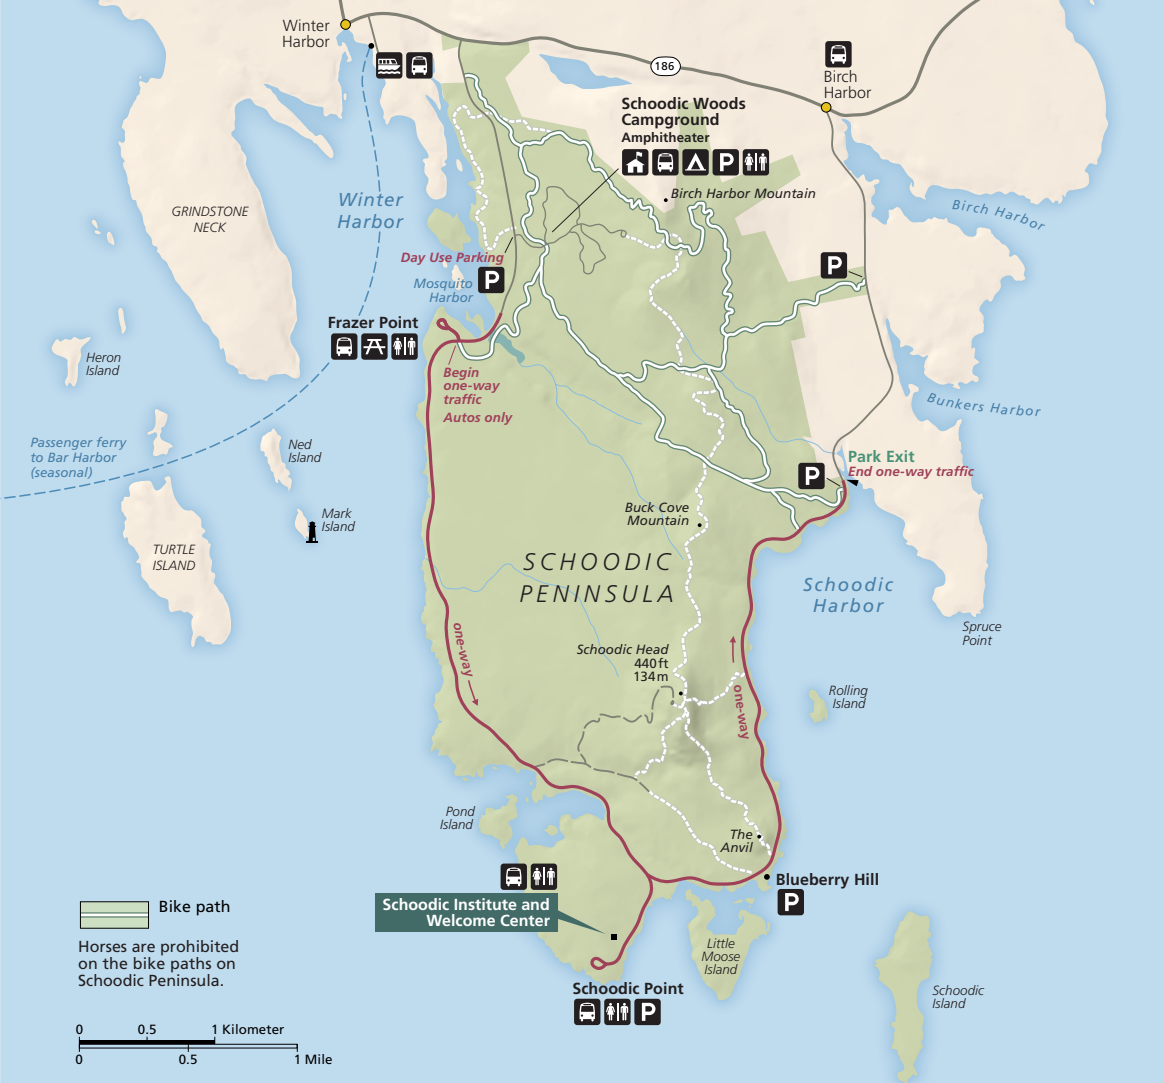 Winter
Harbor
186
Birch
Harbor
Schoodic Woods
Campground
Amphitheater
P
Birch Harbor Mountain
GRINDSTONE
NECK
Winter
Harbor
Birch Harbor
Day Use Parking
P
P
Mosquito
Harbor
Frazer Point
Heron
Island
Begin
one-way
traffic
Autos only
Bunkers Harbor
Passenger ferry
to Bar Harbor
(seasonal)
Ned
Island
Park Exit
End one-way traffic
P
Mark
Island
Buck Cove
Mountain
TURTLE
ISLAND
SCHOODIC
PENINSULA
Schoodic
Harbor
Spruce
Point
one-way
Schoodic Head
440 ft
134 m
one-way
Rolling
Island
Pond
Island
The
Anvil
Blueberry Hill
P
Schoodic Institute and
Welcome Center
Bike path
Horses are prohibited
on the bike paths on
Schoodic Peninsula.
Little
Moose
Island
Schoodic Point
P
Schoodic
Island
0 0.5 1 Kilometer
0 0.5 1 Mile